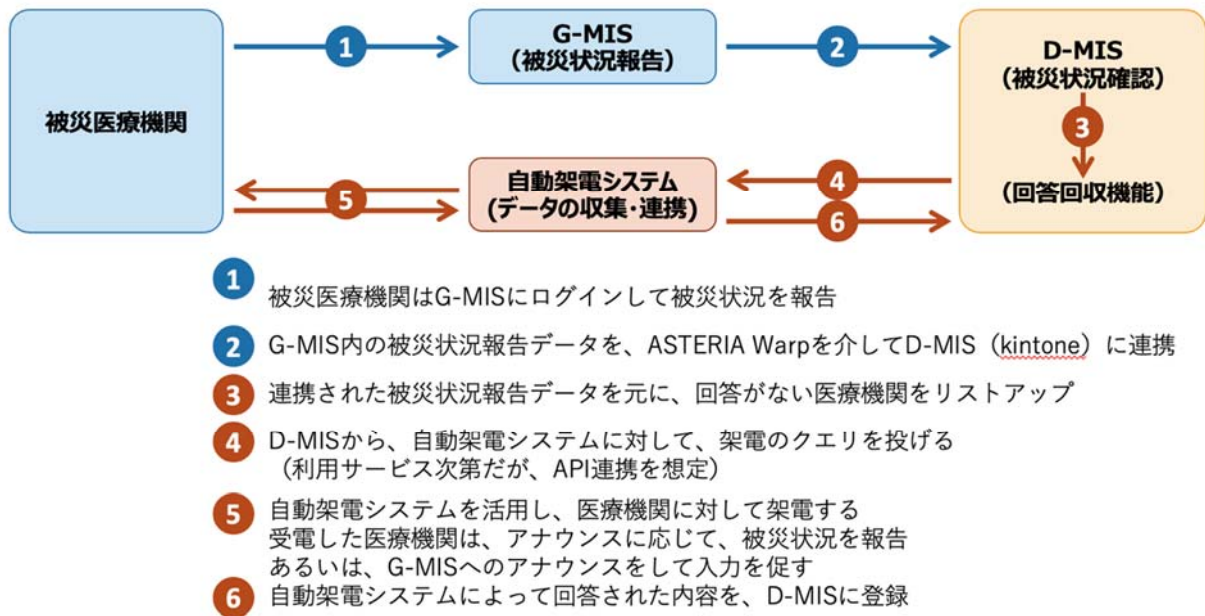 被災医療機関
1
G-MIS
(被災状況報告)
2
D-MIS
(被災状況確認)
3
(回答回収機能)
4
自動架電システム
(データの収集・連携)
5
6
1 被災医療機関はG-MISにログインして被災状況を報告
2 G-MIS内の被災状況報告データを、ASTERIA Warpを介してD-MIS（kintone）に連携
3 連携された被災状況報告データを元に、回答がない医療機関をリストアップ
4 D-MISから、自動架電システムに対して、架電のクエリを投げる
（利用サービス次第だが、API連携を想定）
5 自動架電システムを活用し、医療機関に対して架電する
受電した医療機関は、アナウンスに応じて、被災状況を報告
あるいは、G-MISへのアナウンスをして入力を促す
6 自動架電システムによって回答された内容を、D-MISに登録